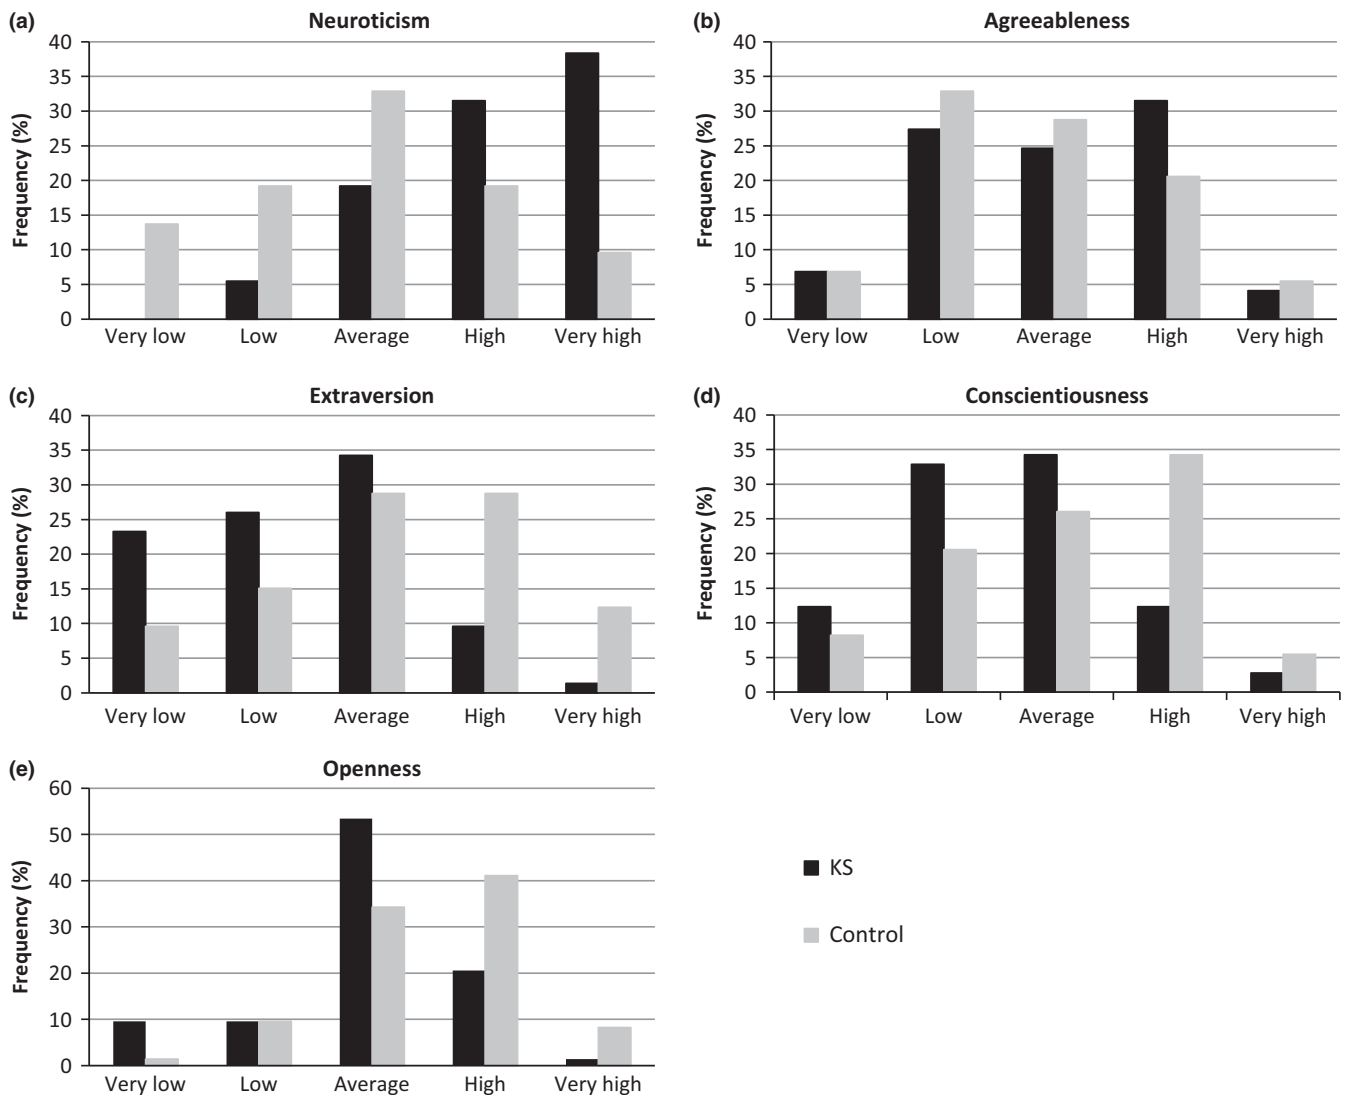 (a)
Neuroticism
40
35
30
25
20
15
10
5
0
Frequency (%)
Very low Low Average High Very high
(b)
Agreeableness
40
35
30
25
20
15
10
5
0
Frequency (%)
Very low Low Average High Very high
(c)
Extraversion
40
35
30
25
20
15
10
5
0
Frequency (%)
Very low Low Average High Very high
(d)
Conscientiousness
40
35
30
25
20
15
10
5
0
Frequency (%)
Very low Low Average High Very high
(e)
Openness
60
50
40
30
20
10
0
Frequency (%)
Very low Low Average High Very high
KS
Control